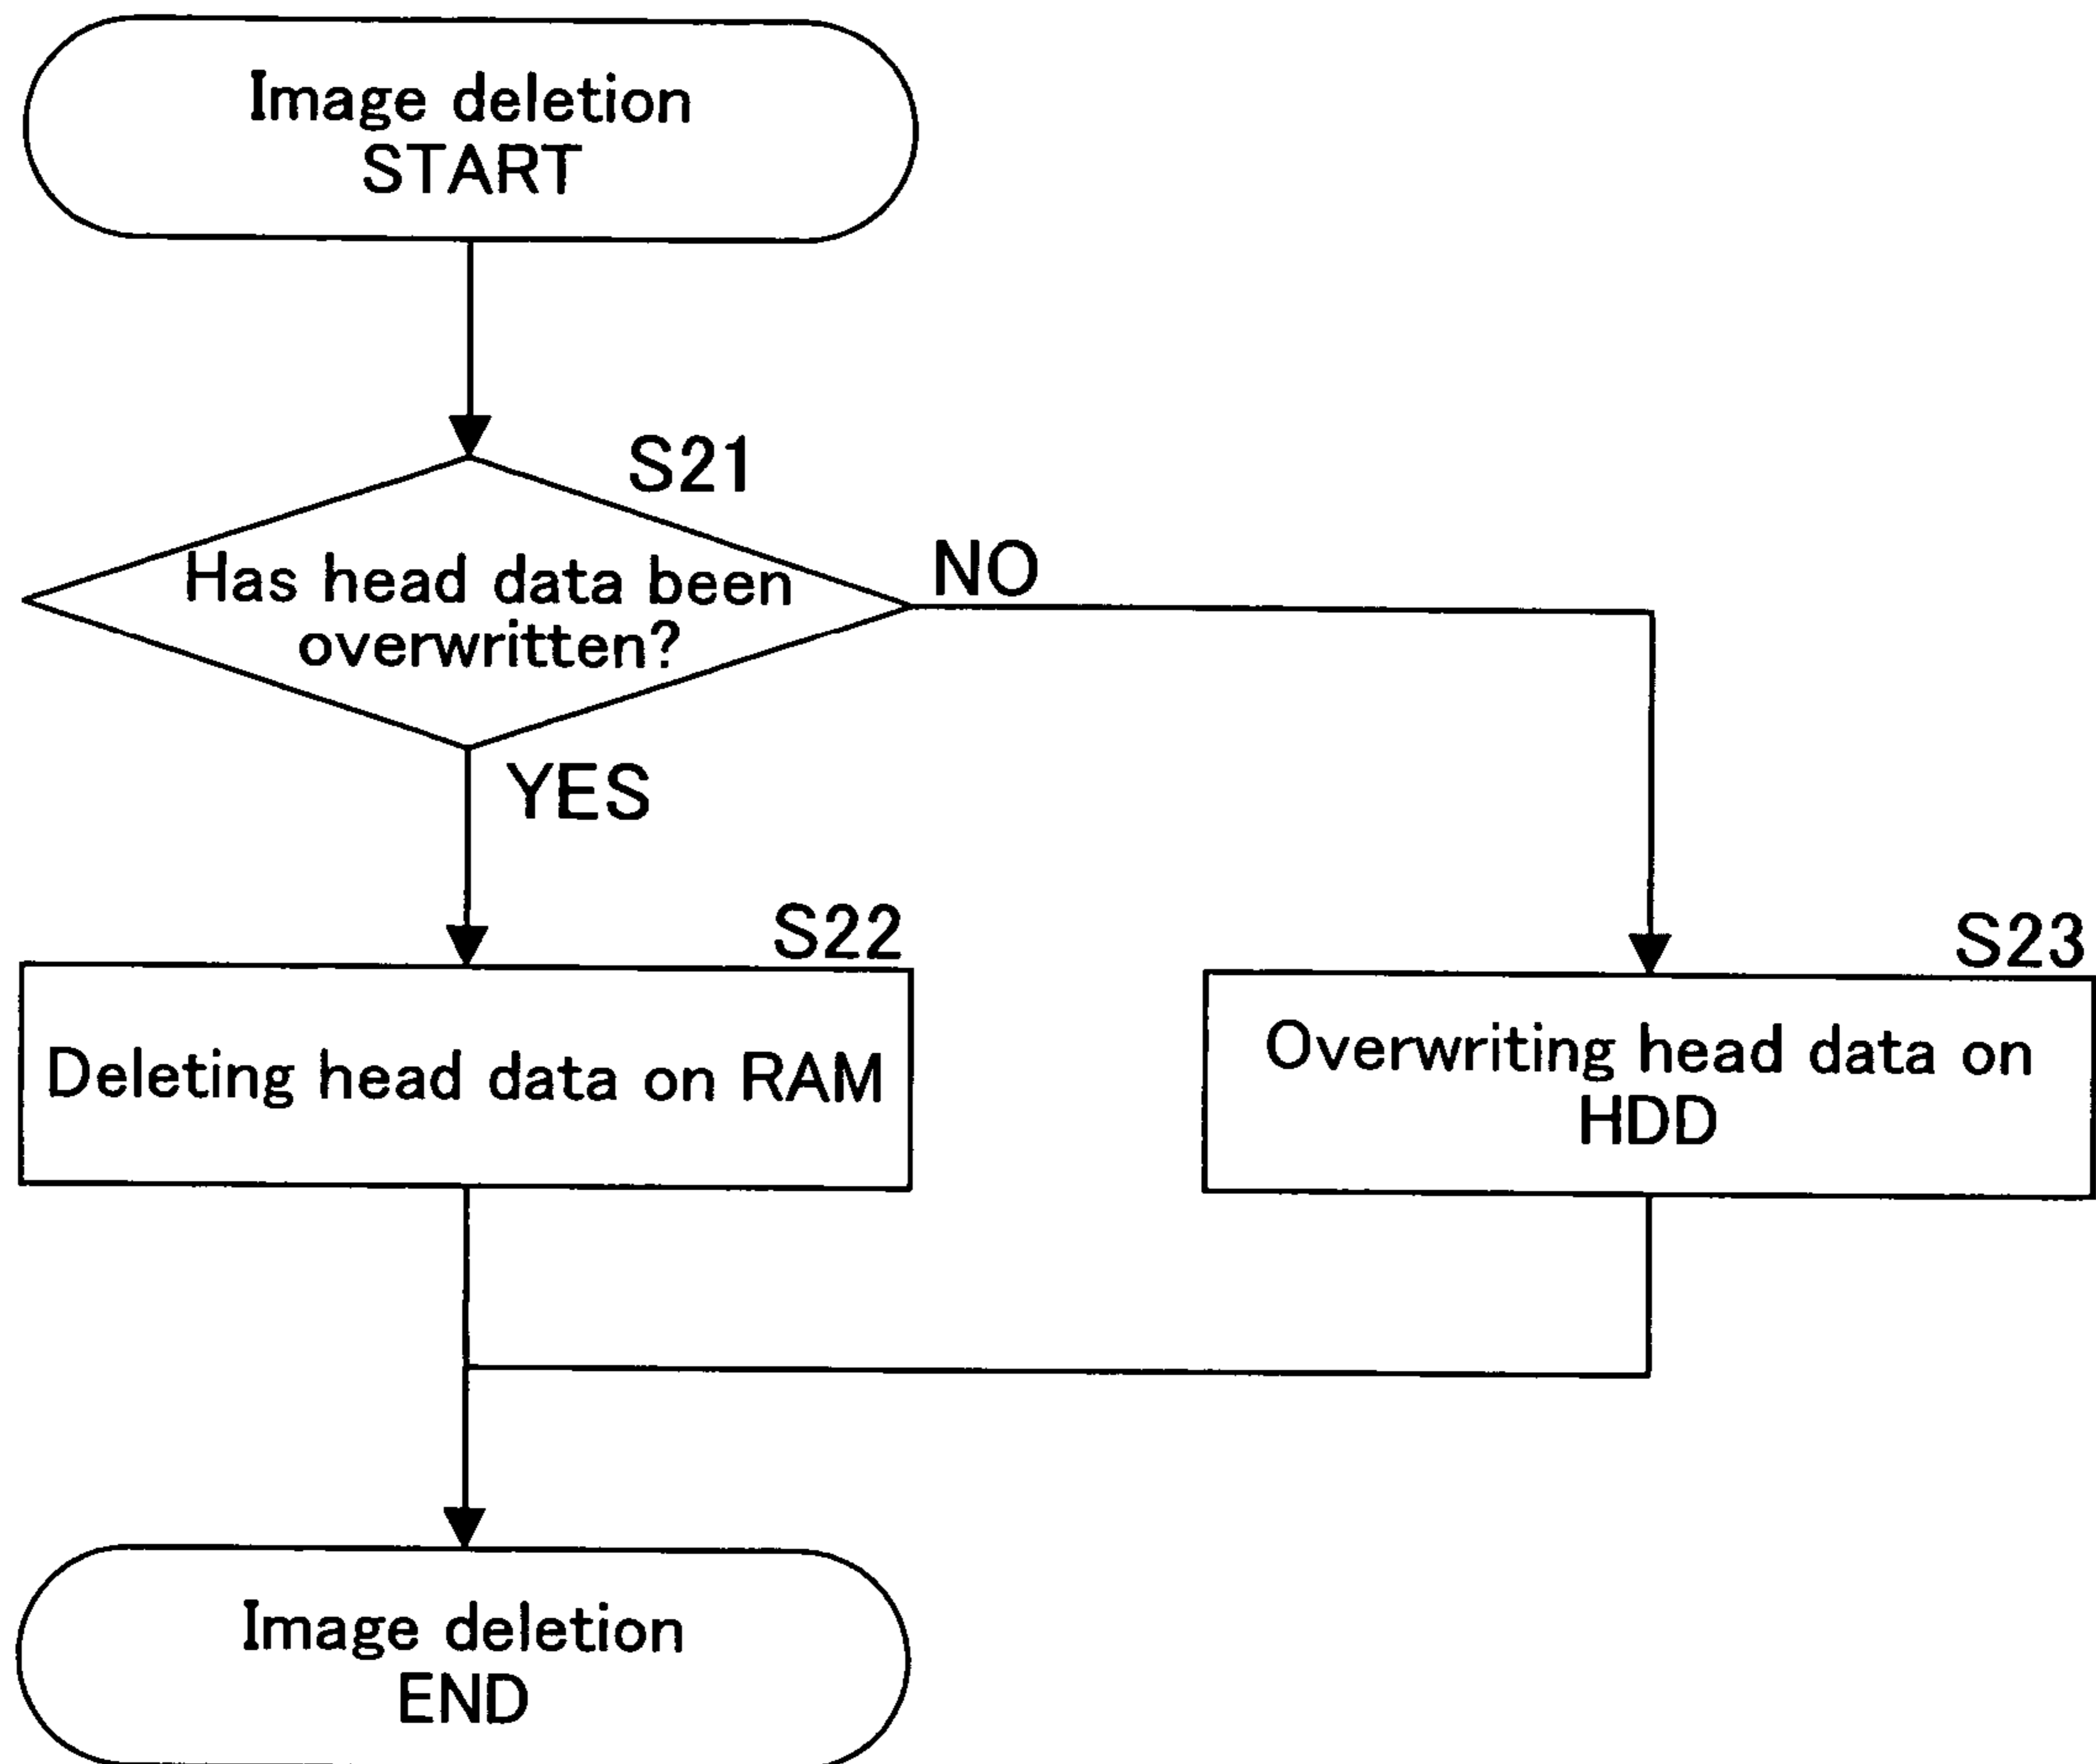 Image deletion
START
S21
Has head data been
overwritten?
NO
YES
S22
Deleting head data on RAM
S23
Overwriting head data on
HDD
Image deletion
END